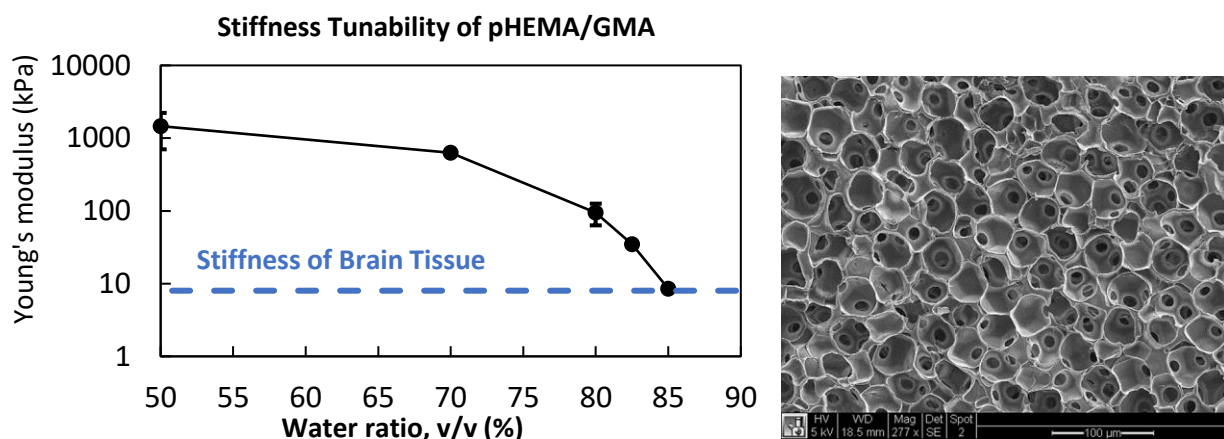 Stiffness Tunability of pHEMA/GMA
Young's modulus (kPa)
10000
1000
100
10
1
Stiffness of Brain Tissue
50 55 60 65 70 75 80 85 90
Water ratio, v/v (%)
HV WD Mag Det Spot
5 kV 18.5 mm 277 x SE 2
100 µm